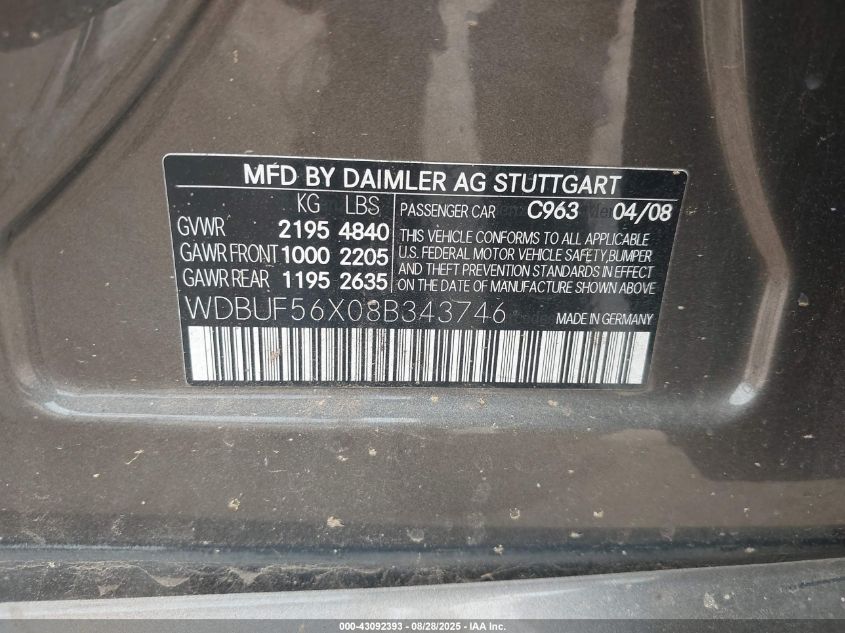 MFD BY DAIMLER AG STUTTGART
KG LBS
GVWR 2195 4840
GAWR FRONT 1000 2205
GAWR REAR 1195 2635
PASSENGER CAR C963 04/08
THIS VEHICLE CONFORMS TO ALL APPLICABLE
U.S. FEDERAL MOTOR VEHICLE SAFETY, BUMPER
AND THEFT PREVENTION STANDARDS IN EFFECT
ON THE DATE OF MANUFACTURE SHOWN ABOVE
WDBUF56X08B343746 MADE IN GERMANY
000-43092393 - 08/28/2025 - IAA Inc.